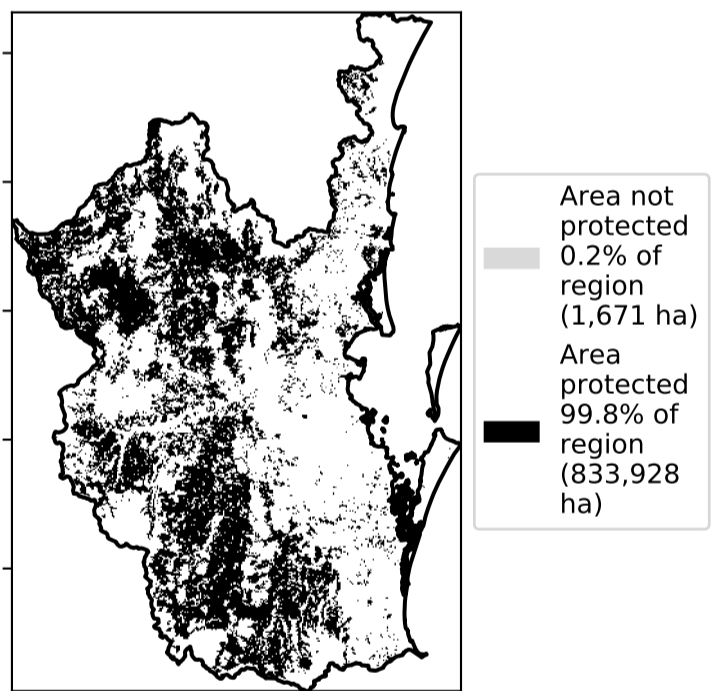 Area not
protected
0.2% of
region
(1,671 ha)
Area
protected
99.8% of
region
(833,928
ha)